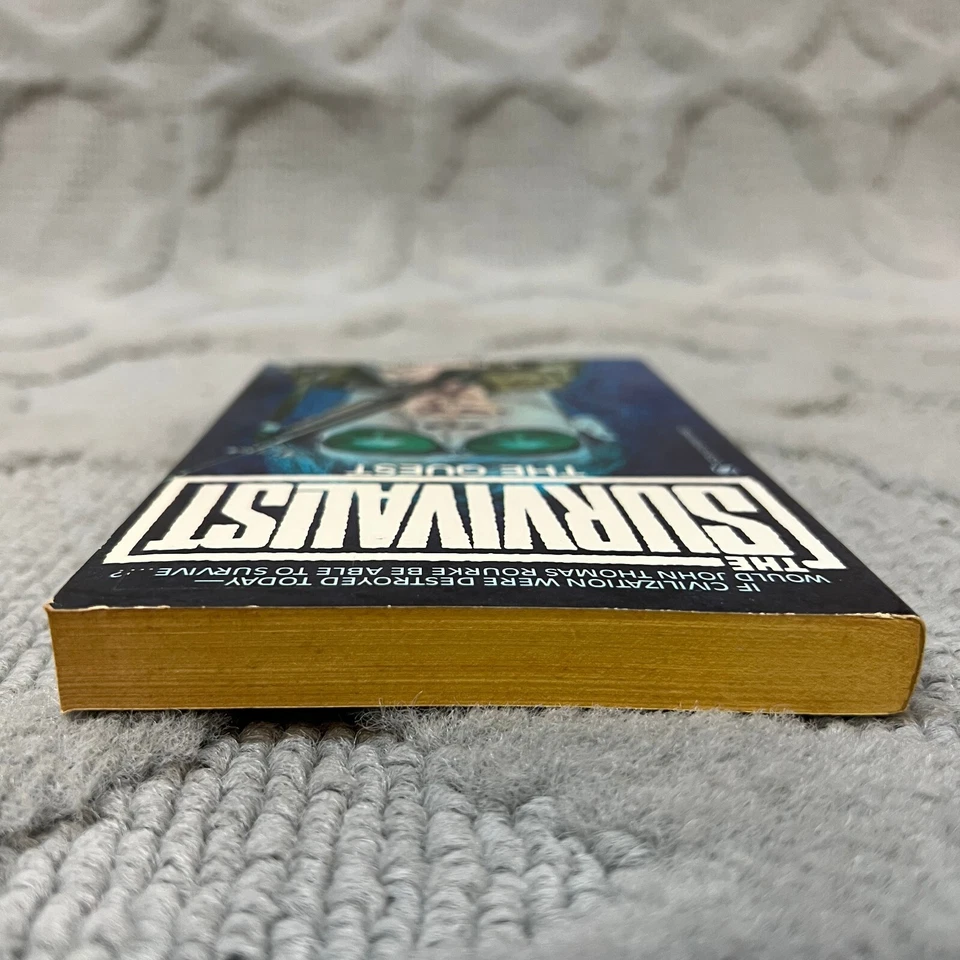 IF CIVILIZATION WERE DESTROYED TODAY—
WOULD JOHN THOMAS ROURKE BE ABLE TO SURVIVE...?
THE
SURVIVALIST
THE QUEST